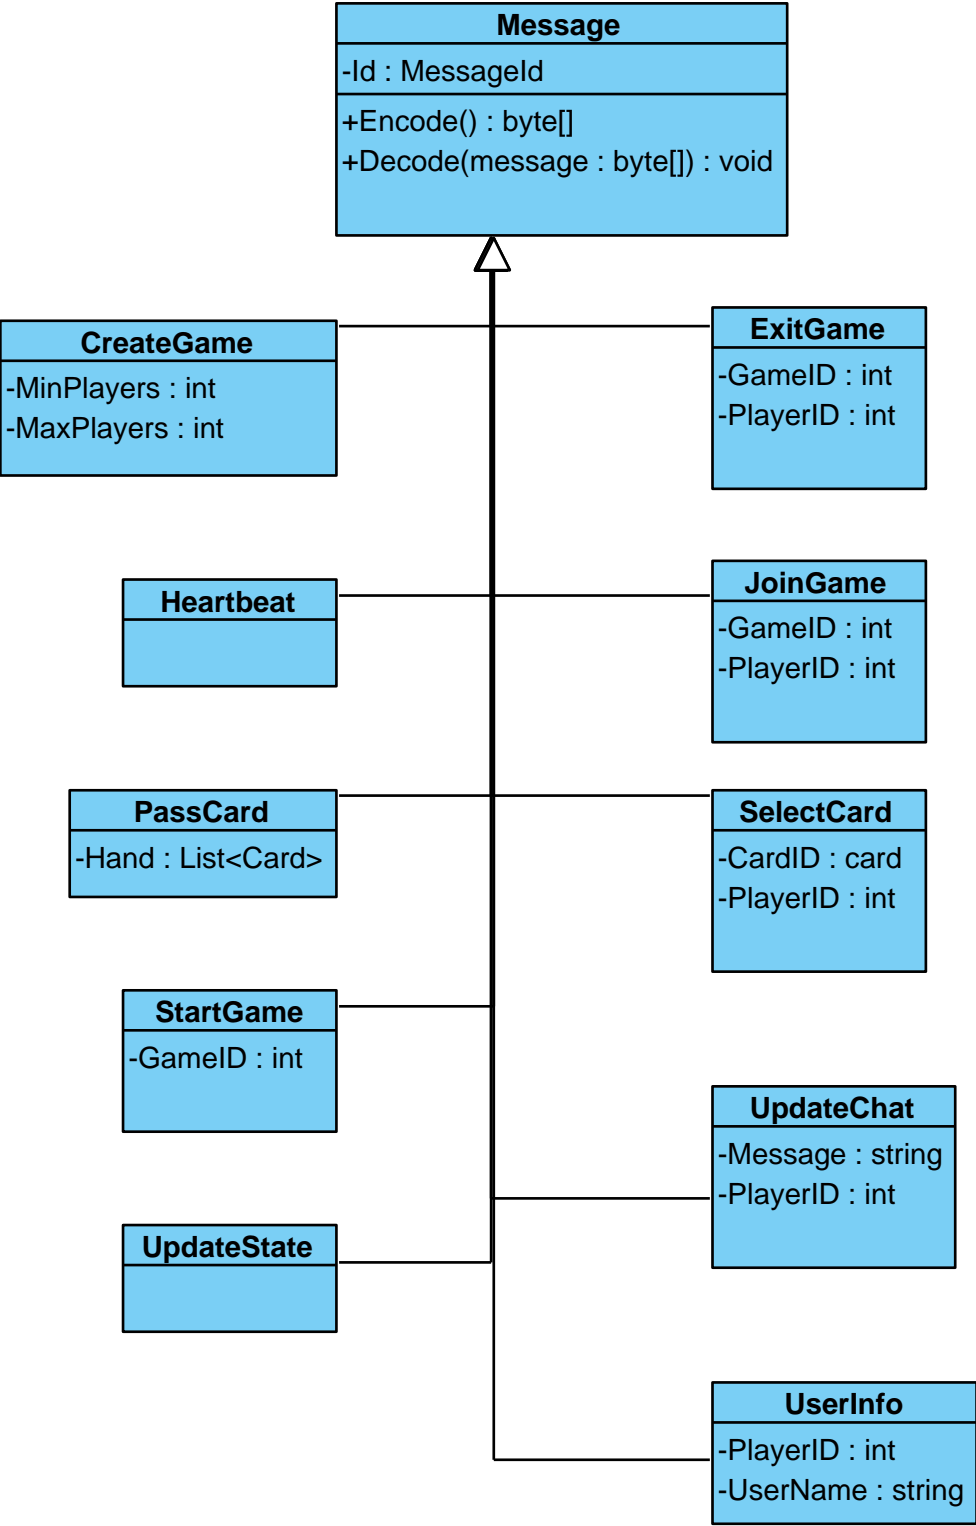 Message
-Id : MessageId
+Encode() : byte[]
+Decode(message : byte[]) : void
CreateGame
-MinPlayers : int
-MaxPlayers : int
ExitGame
-GameID : int
-PlayerID : int
Heartbeat
JoinGame
-GameID : int
-PlayerID : int
PassCard
-Hand : List<Card>
SelectCard
-CardID : card
-PlayerID : int
StartGame
-GameID : int
UpdateChat
-Message : string
-PlayerID : int
UpdateState
UserInfo
-PlayerID : int
-UserName : string